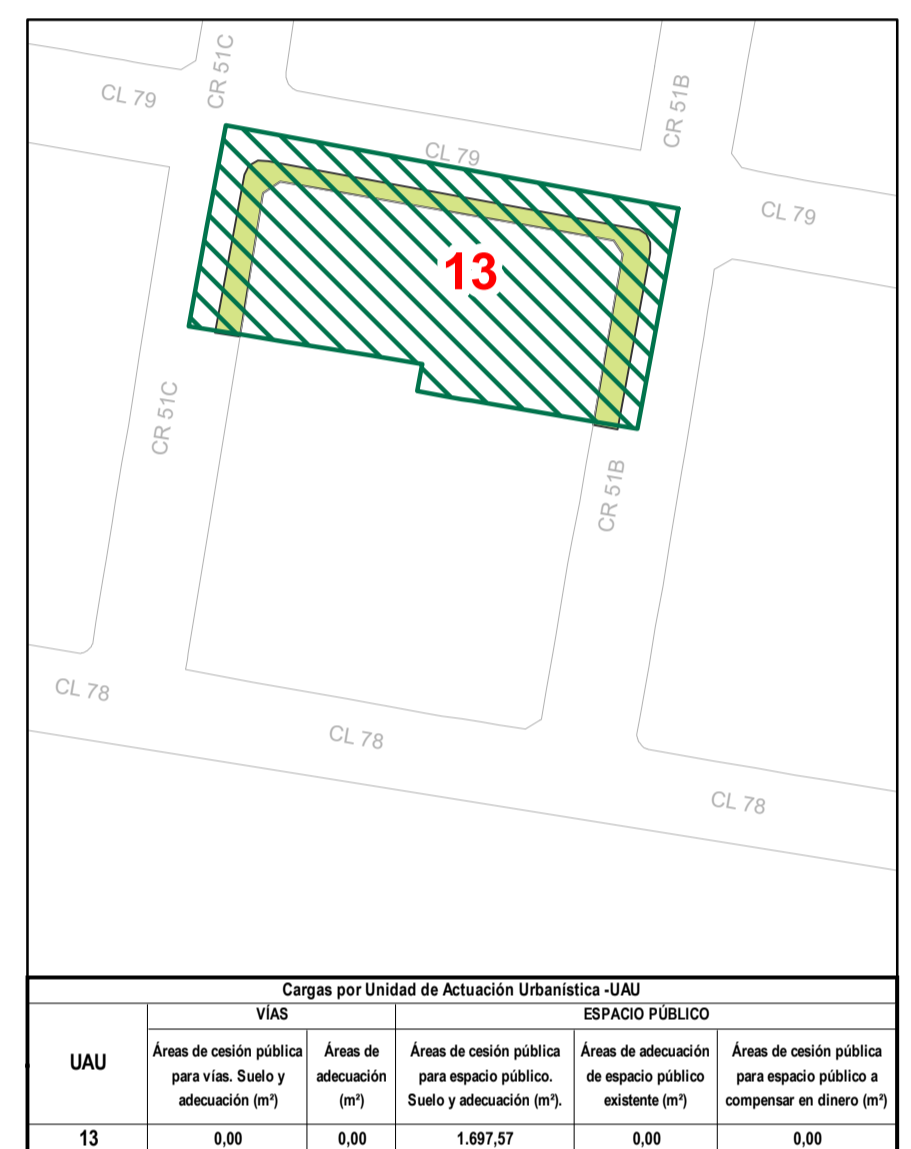 CR 51C
CL 79
CR 51B
CL 79
CL 79
13
CR 51C
CR 51B
CL 78
CL 78
CL 78
Cargas por Unidad de Actuación Urbanística -UAU
UAU
VÍAS
ESPACIO PÚBLICO
Áreas de cesión pública
para vías. Suelo y
adecuación (m²)
Áreas de
adecuación
(m²)
Áreas de cesión pública
para espacio público.
Suelo y adecuación (m²).
Áreas de adecuación
de espacio público
existente (m²)
Áreas de cesión pública
para espacio público a
compensar en dinero (m²)
13 0,00 0,00 1.697,57 0,00 0,00